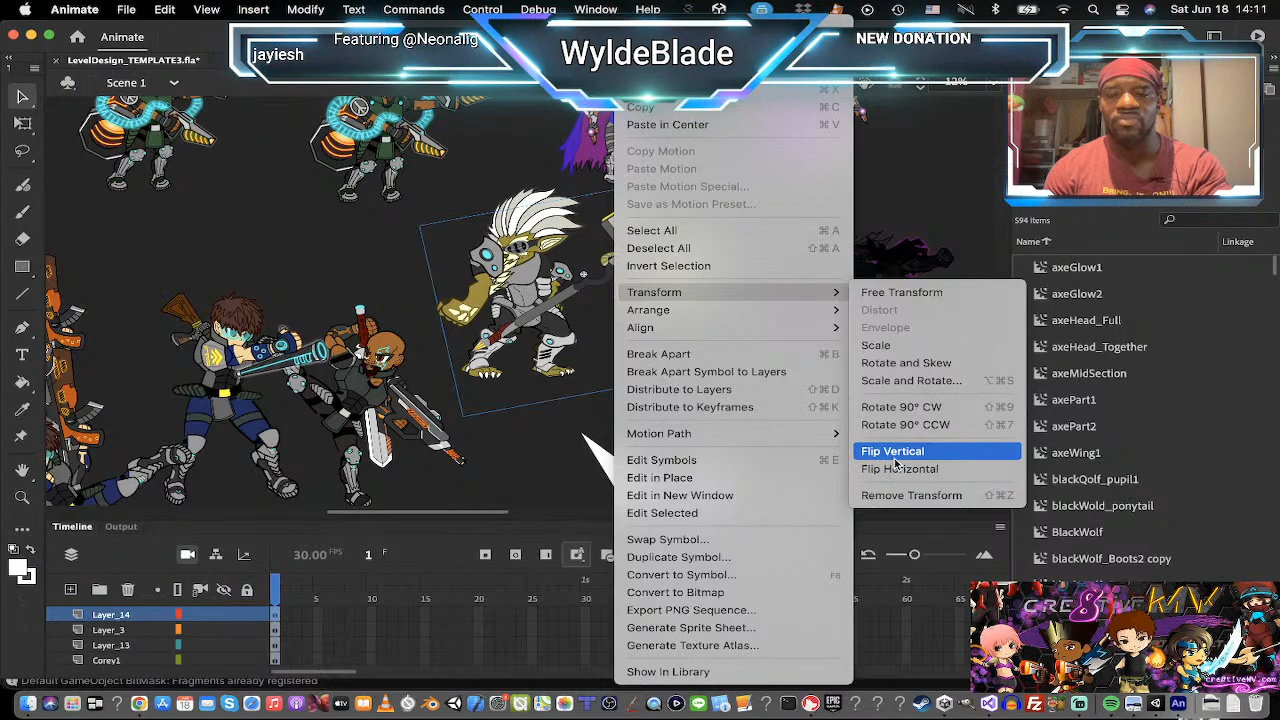 Animate File Edit View Insert Modify Text Commands Control Debug Window Help Sat Jun 18 14:11
Animate
Featuring @Neonalig
jayiesh
WyldeBlade
NEW DONATION
LevelDesign_TEMPLATE3.fla*
Scene 1
12%
⌘ X
Copy ⌘ C
Paste in Center ⌘ V
Copy Motion
Paste Motion
Paste Motion Special...
Save as Motion Preset...
Select All ⌘ A
Deselect All ⇧⌘ A
Invert Selection
Transform
Arrange
Align
Break Apart ⌘ B
Break Apart Symbol to Layers
Distribute to Layers ⇧⌘ D
Distribute to Keyframes ⇧⌘ K
Motion Path
Edit Symbols ⌘ E
Edit in Place
Edit in New Window
Edit Selected
Swap Symbol...
Duplicate Symbol...
Convert to Symbol... F8
Convert to Bitmap
Export PNG Sequence...
Generate Sprite Sheet...
Generate Texture Atlas...
Show In Library
Free Transform
Distort
Envelope
Scale
Rotate and Skew
Scale and Rotate... ⌥⌘S
Rotate 90° CW ⇧⌘9
Rotate 90° CCW ⇧⌘7
Flip Vertical
Flip Horizontal
Remove Transform ⇧⌘Z
594 items
Name Linkage
axeGlow1
axeGlow2
axeHead_Full
axeHead_Together
axeMidSection
axePart1
axePart2
axeWing1
blackQolf_pupil1
blackWold_ponytail
BlackWolf
blackWolf_Boots2 copy
Timeline Output
30.00 FPS 1 F
1s 2s
5 10 15 20 25 30 60 65
Layer_14
Layer_3
Layer_13
Corey1
Default GameObject BitMask: Fragments already registered
CRE8TIVE MW